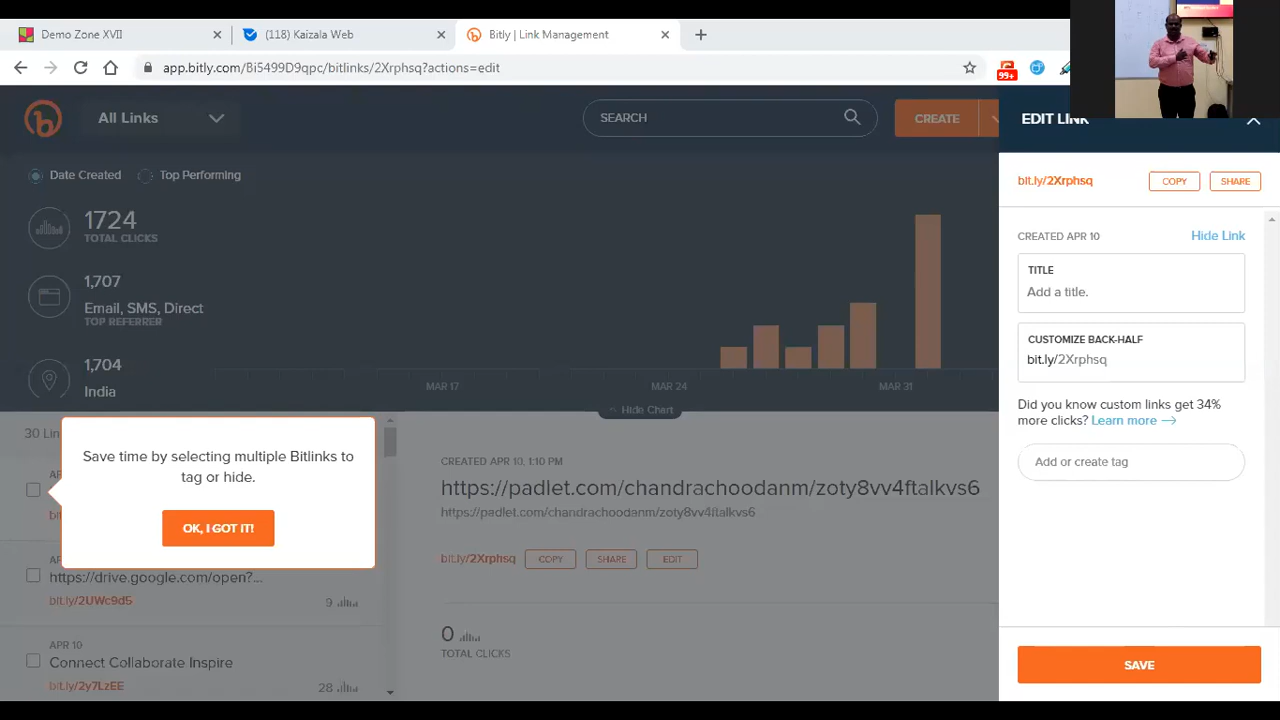 Demo Zone XVII
(118) Kaizala Web
Bitly | Link Management
app.bitly.com/Bi5499D9qpc/bitlinks/2Xrphsq?actions=edit
99+
All Links
SEARCH
CREATE
EDIT LINK
Date Created
Top Performing
bit.ly/2Xrphsq
COPY
SHARE
1724
TOTAL CLICKS
CREATED APR 10
Hide Link
TITLE
Add a title.
1,707
Email, SMS, Direct
TOP REFERRER
CUSTOMIZE BACK-HALF
bit.ly/2Xrphsq
1,704
India
MAR 17
MAR 24
MAR 31
Hide Chart
Did you know custom links get 34%
more clicks? Learn more
Add or create tag
30 Lin
Save time by selecting multiple Bitlinks to
tag or hide.
OK, I GOT IT!
CREATED APR 10, 1:10 PM
https://padlet.com/chandrachoodanm/zoty8vv4ftalkvs6
https://padlet.com/chandrachoodanm/zoty8vv4ftalkvs6
bit.ly/2Xrphsq
COPY
SHARE
EDIT
https://drive.google.com/open?...
bit.ly/2UWc9d5
9
APR 10
Connect Collaborate Inspire
bit.ly/2y7LzEE
28
0
TOTAL CLICKS
SAVE